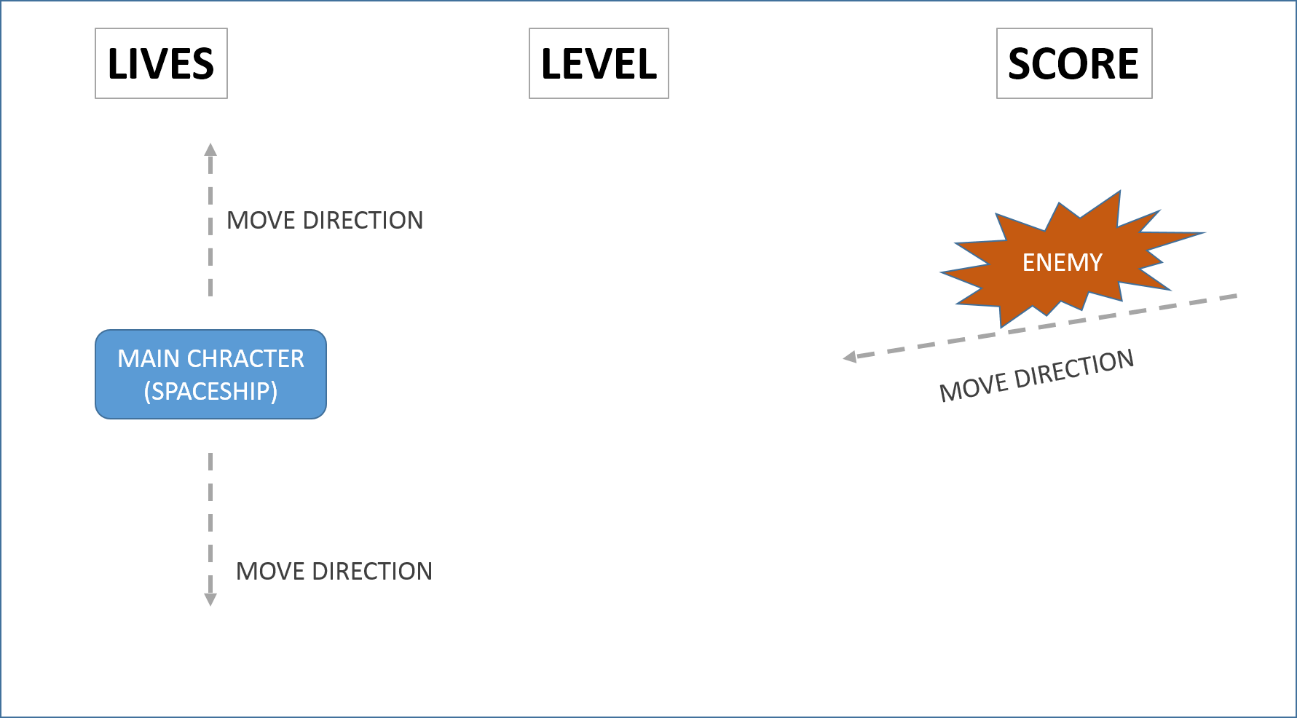 LIVES
LEVEL
SCORE
MOVE DIRECTION
ENEMY
MAIN CHRACTER
(SPACESHIP)
MOVE DIRECTION
MOVE DIRECTION